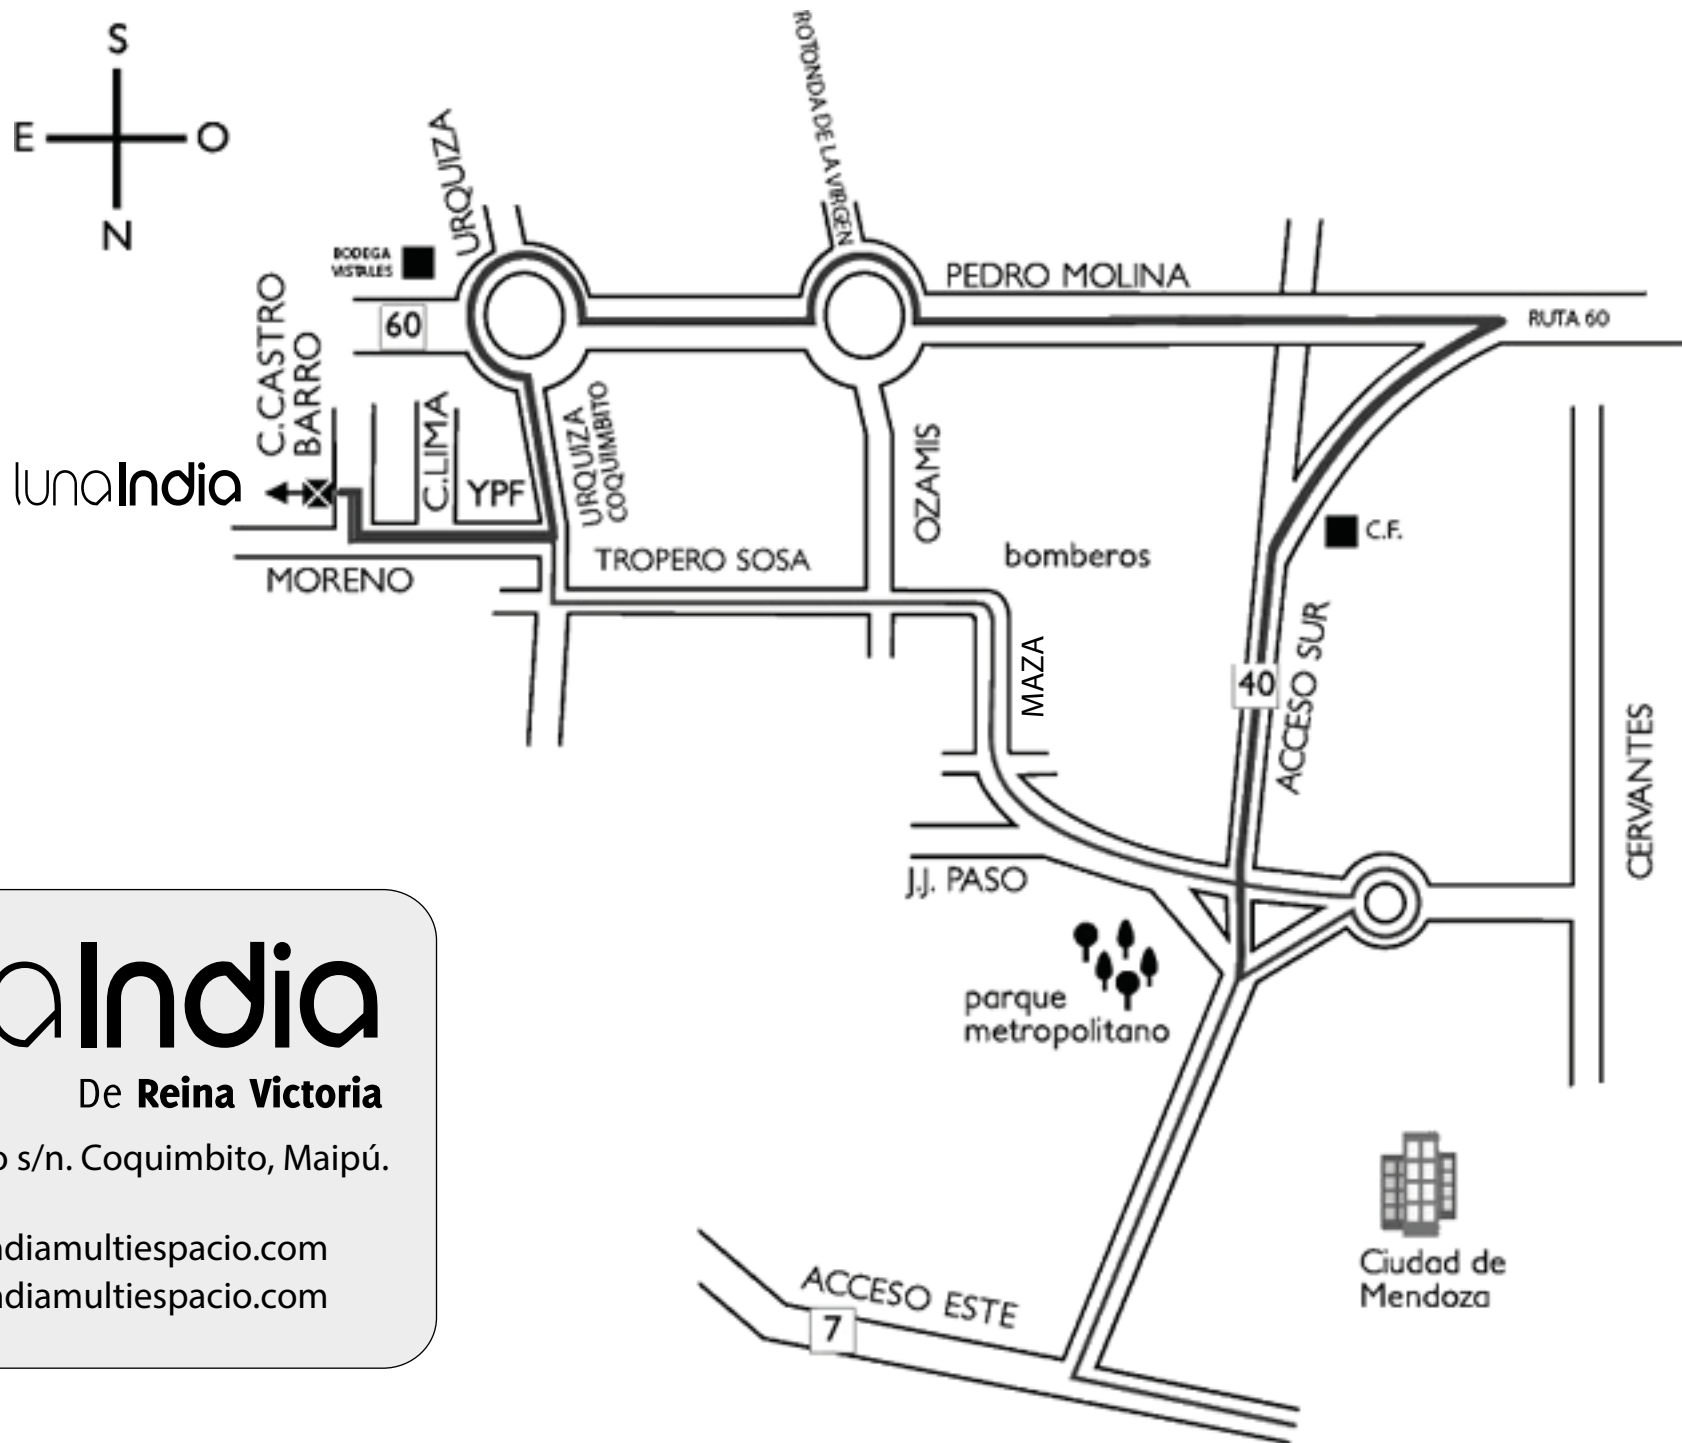 S
E
O
N
URQUIZA
ROTONDA DE LA VIRGEN
BODEGA
VISTALES
PEDRO MOLINA
60
RUTA 60
C.CASTRO
BARRO
C.LIMA
YPF
URQUIZA
COQUIMBITO
OZAMIS
lunaIndia
C.F.
TROPERO SOSA
bomberos
MORENO
MAZA
40
ACCESO SUR
CERVANTES
J.J. PASO
parque
metropolitano
aIndia
De Reina Victoria
o s/n. Coquimbito, Maipú.
ndiamultiespacio.com
ndiamultiespacio.com
Ciudad de
Mendoza
ACCESO ESTE
7